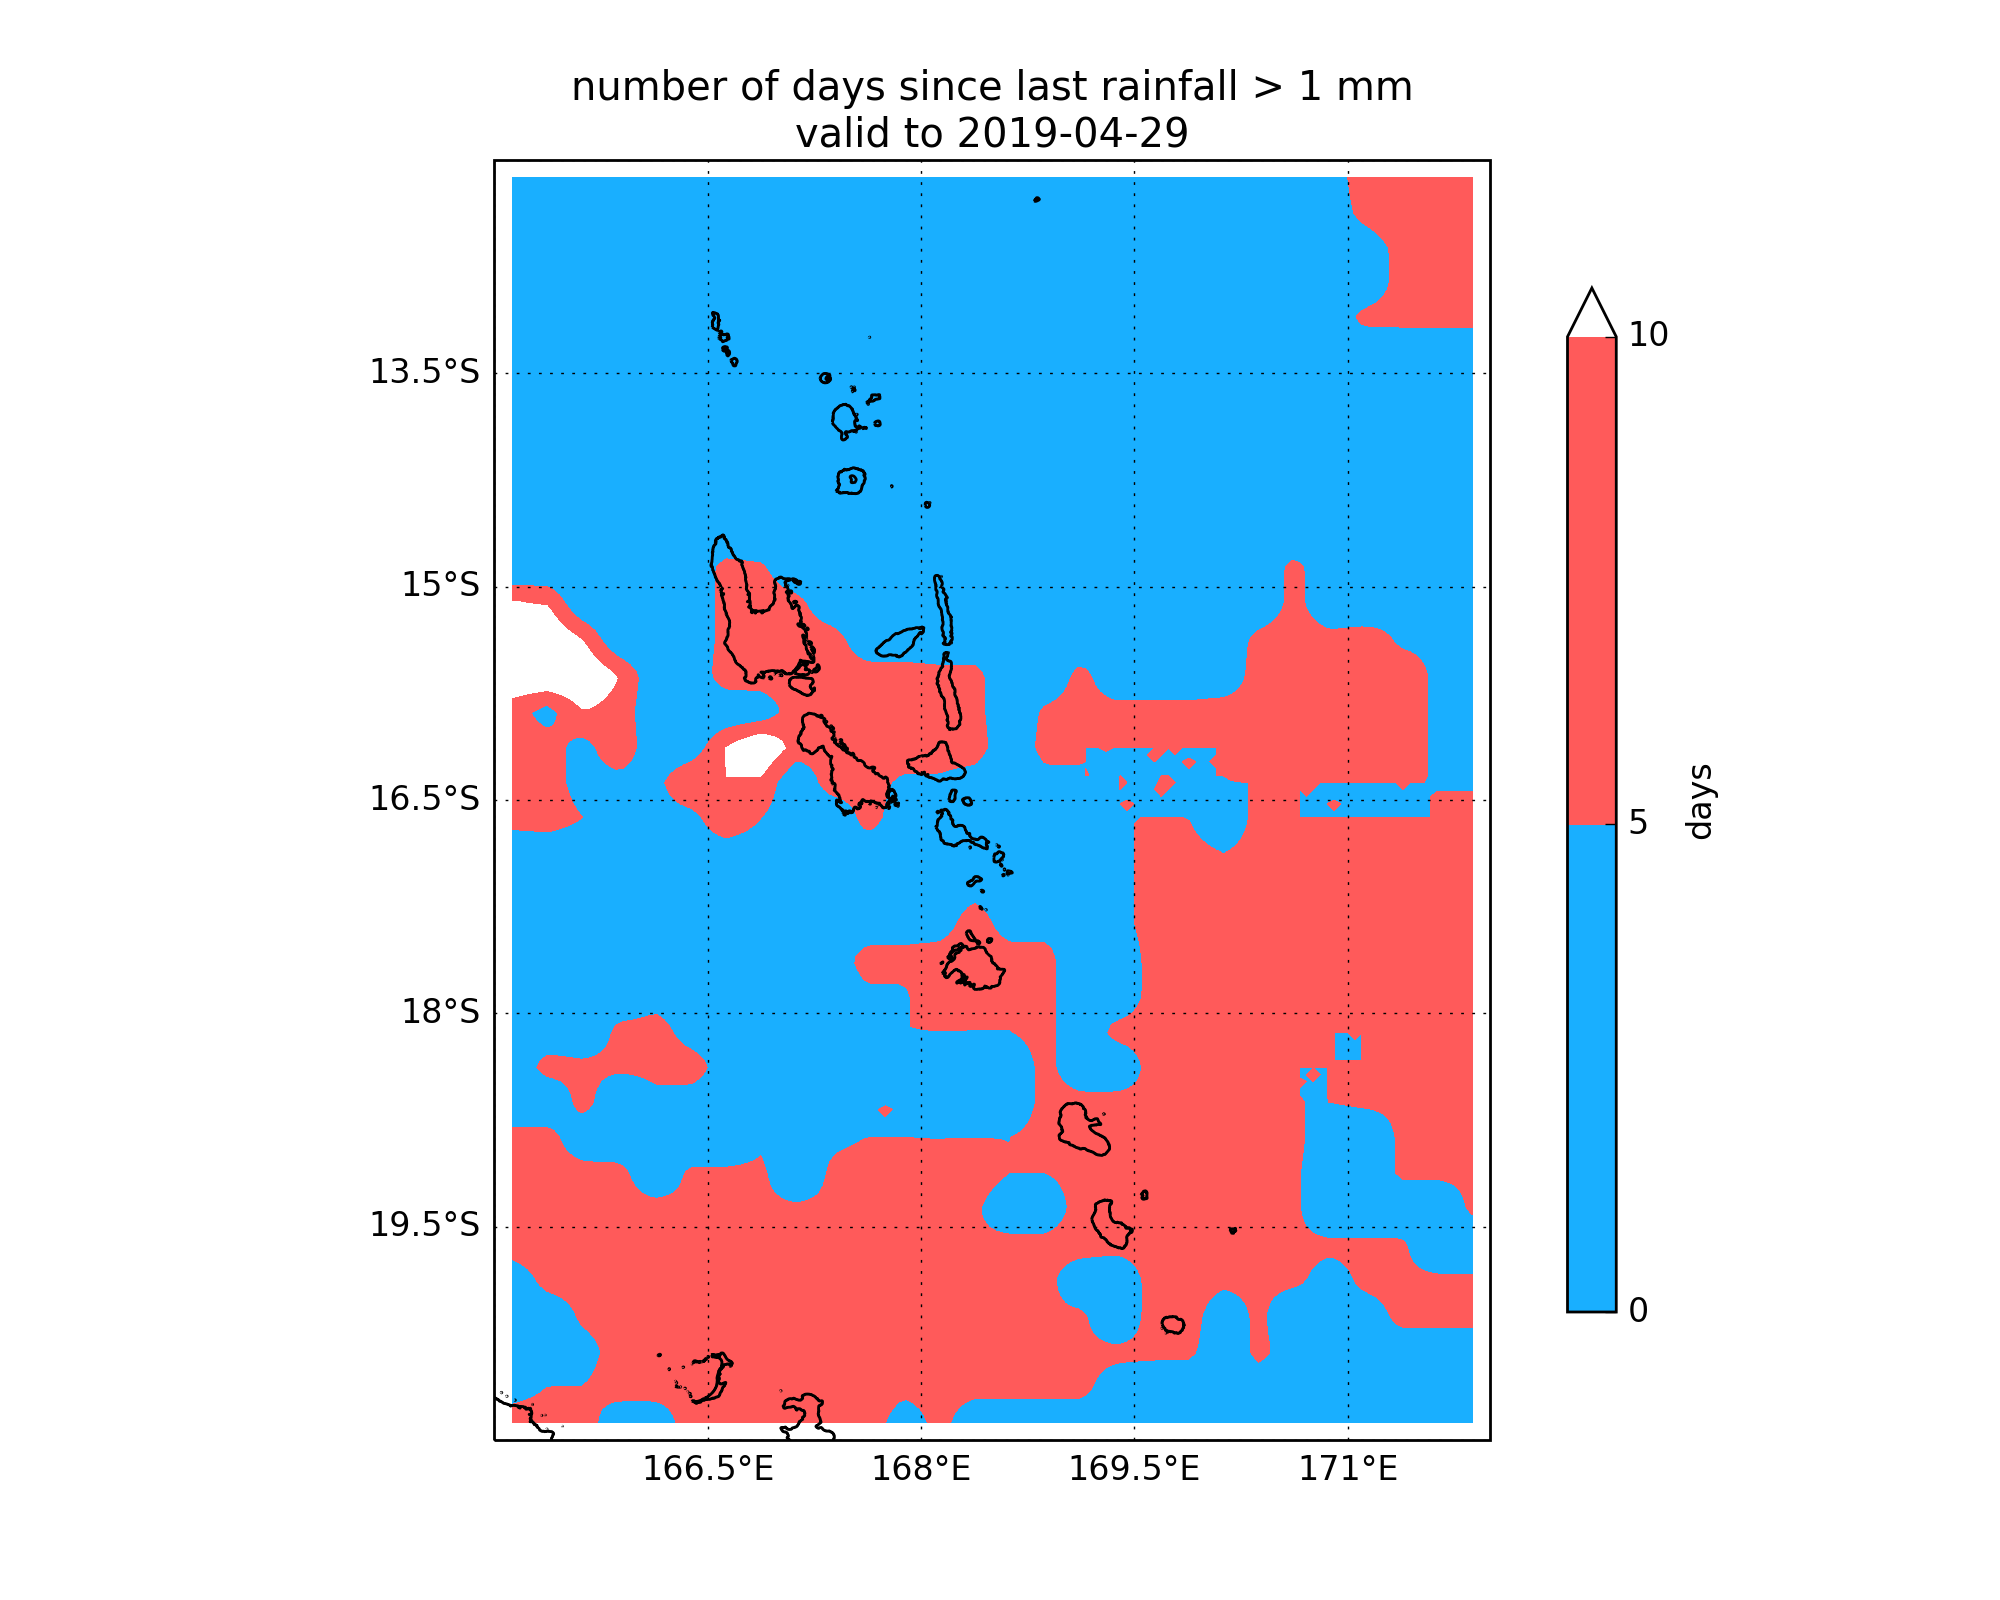 number of days since last rainfall > 1 mm
valid to 2019-04-29
10
13.5°S
15°S
16.5°S
5
days
18°S
19.5°S
0
166.5°E
168°E
169.5°E
171°E